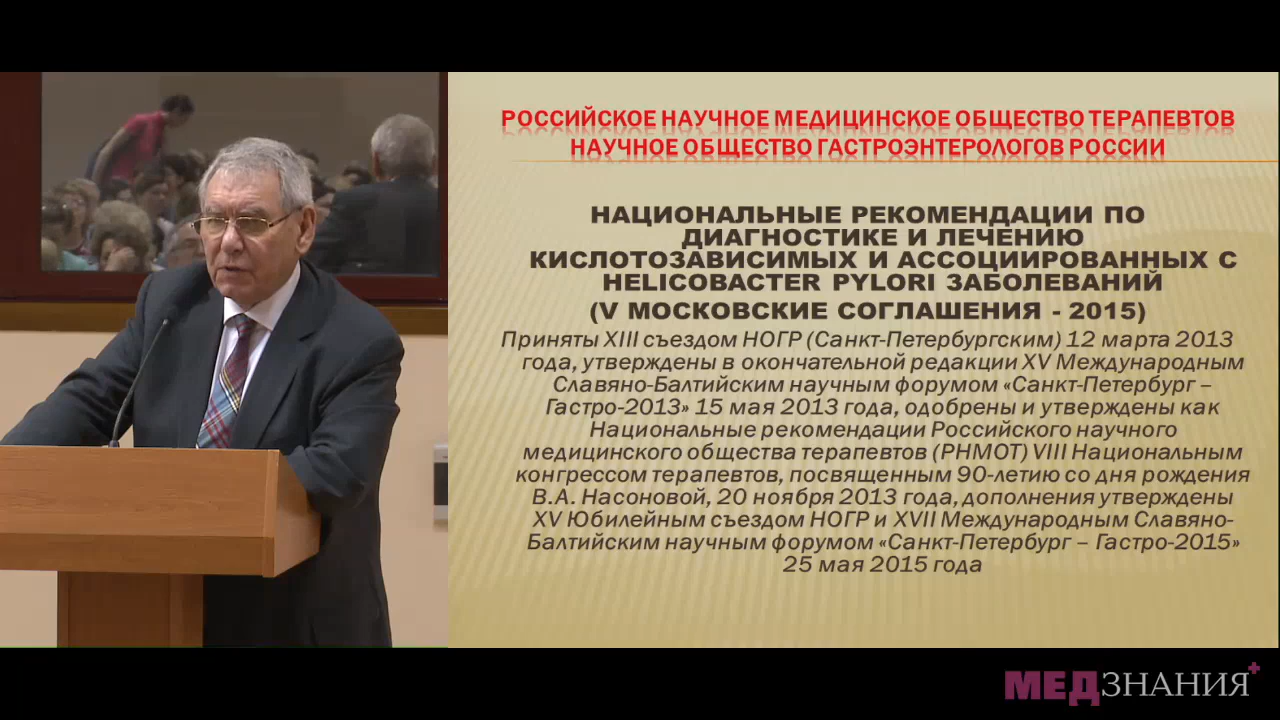 РОССИЙСКОЕ НАУЧНОЕ МЕДИЦИНСКОЕ ОБЩЕСТВО ТЕРАПЕВТОВ
НАУЧНОЕ ОБЩЕСТВО ГАСТРОЭНТЕРОЛОГОВ РОССИИ
НАЦИОНАЛЬНЫЕ РЕКОМЕНДАЦИИ ПО
ДИАГНОСТИКЕ И ЛЕЧЕНИЮ
КИСЛОТОЗАВИСИМЫХ И АССОЦИИРОВАННЫХ С
HELICOBACTER PYLORI ЗАБОЛЕВАНИЙ
(V МОСКОВСКИЕ СОГЛАШЕНИЯ - 2015)
Приняты XIII съездом НОГР (Санкт-Петербургским) 12 марта 2013
года, утверждены в окончательной редакции XV Международным
Славяно-Балтийским научным форумом «Санкт-Петербург –
Гастро-2013» 15 мая 2013 года, одобрены и утверждены как
Национальные рекомендации Российского научного
медицинского общества терапевтов (РНМОТ) VIII Национальным
конгрессом терапевтов, посвященным 90-летию со дня рождения
В.А. Насоновой, 20 ноября 2013 года, дополнения утверждены
XV Юбилейным съездом НОГР и XVII Международным Славяно-
Балтийским научным форумом «Санкт-Петербург – Гастро-2015»
25 мая 2015 года
МЕДЗНАНИЯ+